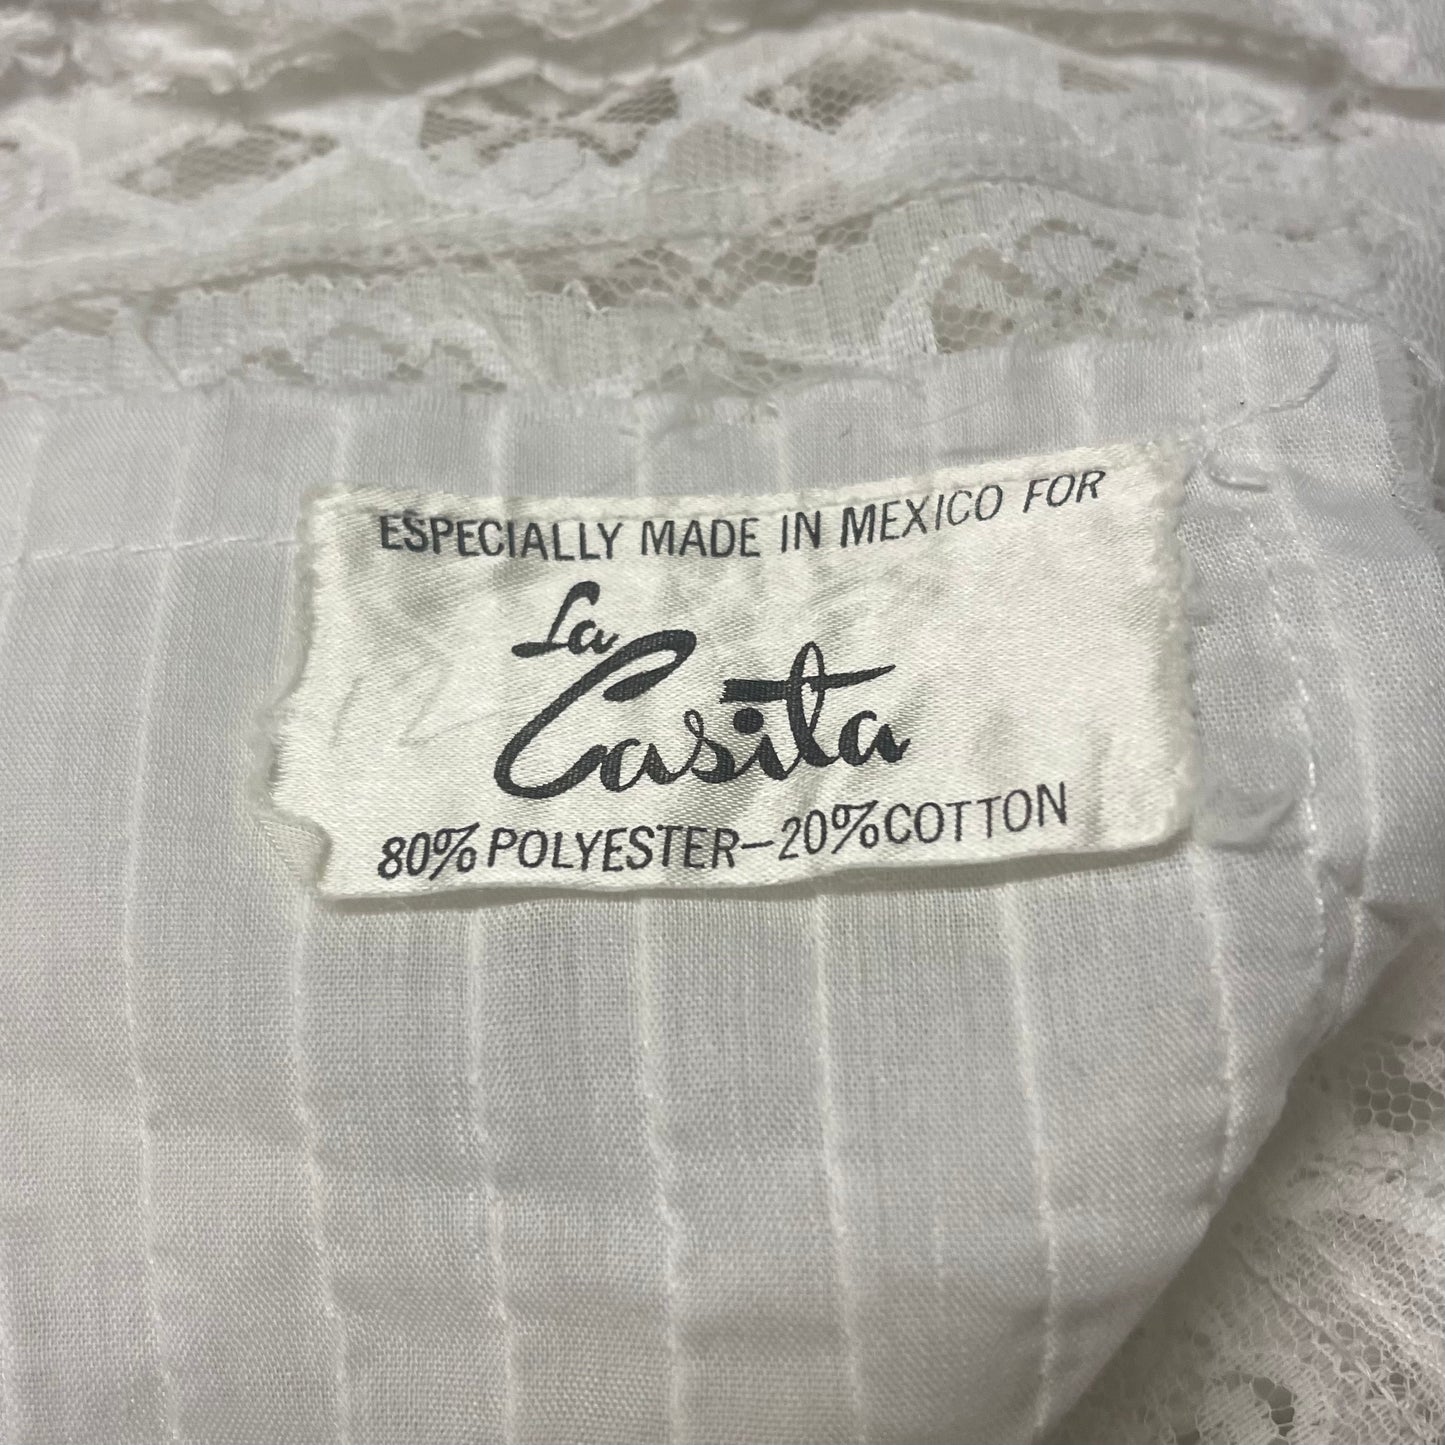 ESPECIALLY MADE IN MEXICO FOR
La
Casita
80% POLYESTER—20% COTTON